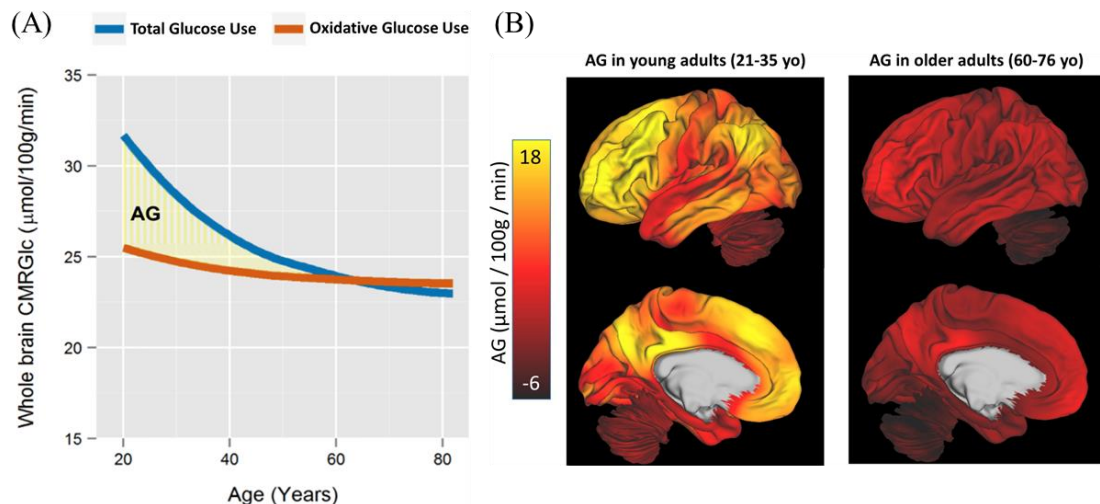 (A)
Total Glucose Use
Oxidative Glucose Use
Whole brain CMRGlc (μmol/100g/min)
35
30
25
20
15
AG
20
40
60
80
Age (Years)
(B)
AG in young adults (21-35 yo)
AG in older adults (60-76 yo)
AG (μmol / 100g / min)
18
-6